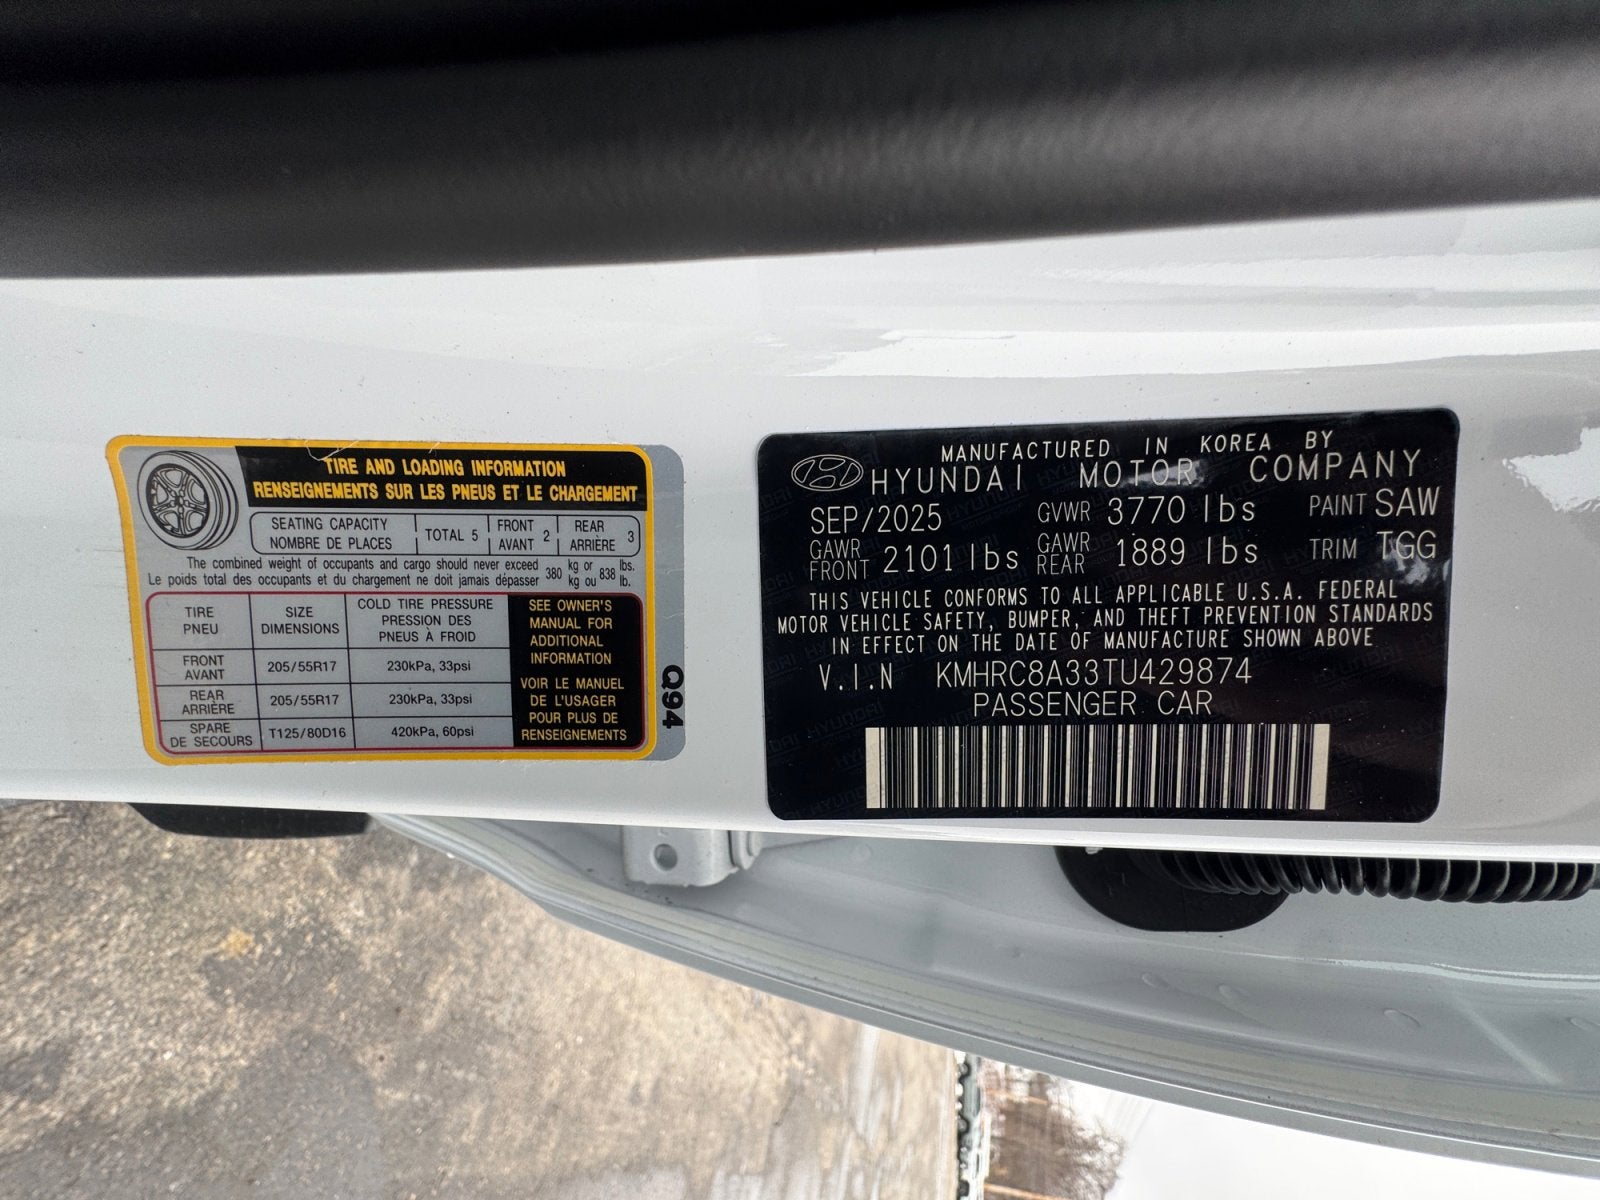 TIRE AND LOADING INFORMATION
RENSEIGNEMENTS SUR LES PNEUS ET LE CHARGEMENT
SEATING CAPACITY
NOMBRE DE PLACES
TOTAL 5
FRONT
AVANT 2
REAR
ARRIÈRE 3
The combined weight of occupants and cargo should never exceed 380 kg or 838 lbs.
Le poids total des occupants et du chargement ne doit jamais dépasser 380 kg ou 838 lb.
TIRE
PNEU
SIZE
DIMENSIONS
COLD TIRE PRESSURE
PRESSION DES
PNEUS À FROID
FRONT
AVANT
205/55R17
230kPa, 33psi
REAR
ARRIÈRE
205/55R17
230kPa, 33psi
SPARE
DE SECOURS
T125/80D16
420kPa, 60psi
SEE OWNER'S
MANUAL FOR
ADDITIONAL
INFORMATION
VOIR LE MANUEL
DE L'USAGER
POUR PLUS DE
RENSEIGNEMENTS
Q94
MANUFACTURED IN KOREA BY
HYUNDAI MOTOR COMPANY
SEP/2025 GVWR 3770 lbs PAINT SAW
GAWR FRONT 2101 lbs GAWR REAR 1889 lbs TRIM TGG
THIS VEHICLE CONFORMS TO ALL APPLICABLE U.S.A. FEDERAL
MOTOR VEHICLE SAFETY, BUMPER, AND THEFT PREVENTION STANDARDS
IN EFFECT ON THE DATE OF MANUFACTURE SHOWN ABOVE
V.I.N KMHRC8A33TU429874
PASSENGER CAR